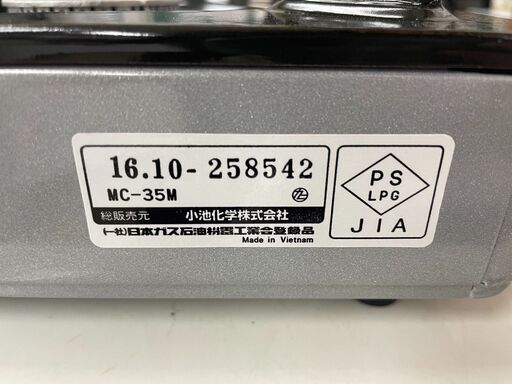 16.10-258542
MC-35M
総販売元 小池化学株式会社
(一社)日本ガス石油機器工業会登録品
Made in Vietnam
PS
LPG
JIA